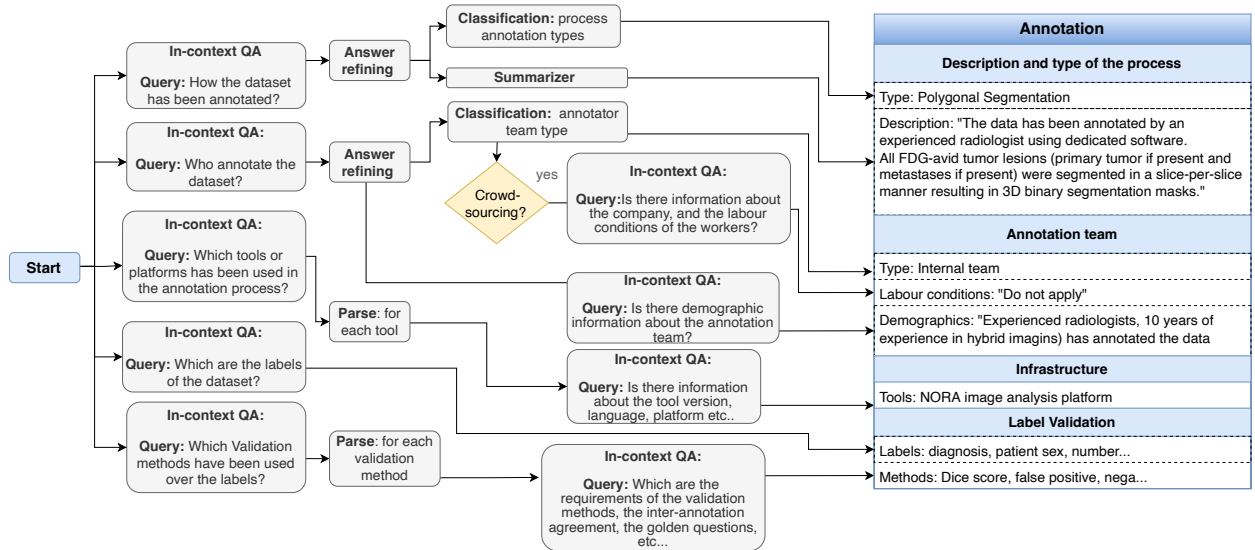 Start
In-context QA
Query: How the dataset
has been annotated?
Answer
refining
Classification: process
annotation types
Summarizer
In-context QA:
Query: Who annotate the
dataset?
Answer
refining
Classification: annotator
team type
Crowd-
sourcing?
yes
In-context QA:
Query:Is there information about
the company, and the labour
conditions of the workers?
In-context QA:
Query: Is there demographic
information about the annotation
team?
In-context QA:
Query: Which tools or
platforms has been used in
the annotation process?
Parse: for
each tool
In-context QA:
Query: Is there information
about the tool version,
language, platform etc..
In-context QA:
Query: Which are the labels
of the dataset?
In-context QA:
Query: Which Validation
methods have been used
over the labels?
Parse: for each
validation
method
In-context QA:
Query: Which are the
requirements of the validation
methods, the inter-annotation
agreement, the golden questions,
etc...
Annotation
Description and type of the process
Type: Polygonal Segmentation
Description: "The data has been annotated by an
experienced radiologist using dedicated software.
All FDG-avid tumor lesions (primary tumor if present and
metastases if present) were segmented in a slice-per-slice
manner resulting in 3D binary segmentation masks."
Annotation team
Type: Internal team
Labour conditions: "Do not apply"
Demographics: "Experienced radiologists, 10 years of
experience in hybrid imagins) has annotated the data
Infrastructure
Tools: NORA image analysis platform
Label Validation
Labels: diagnosis, patient sex, number...
Methods: Dice score, false positive, nega...